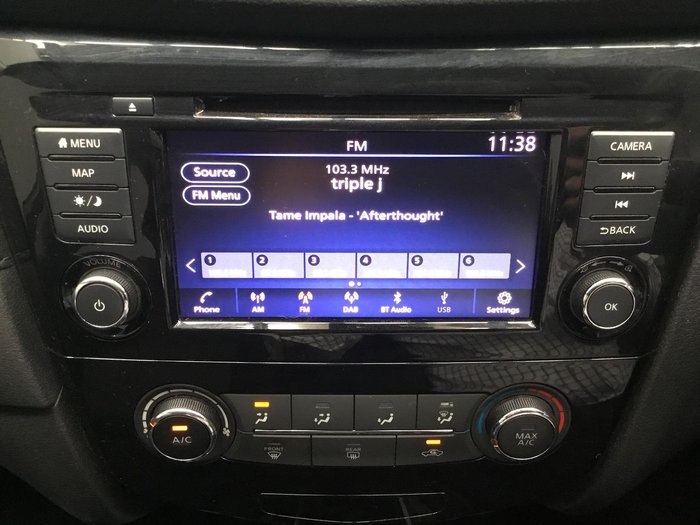 FM
11:38
MENU
MAP
AUDIO
VOLUME
Source
FM Menu
103.3 MHz
triple j
Tame Impala - 'Afterthought'
1 2 3 4 5 6
Phone AM FM DAB BT Audio USB Settings
CAMERA
BACK
OK
A/C
FRONT
REAR
MAX
A/C